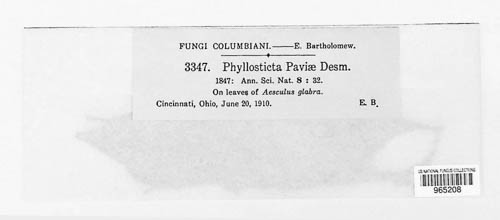 FUNGI COLUMBIANI.—E. Bartholomew.
3347. Phyllosticta Paviæ Desm.
1847: Ann. Sci. Nat. 8 : 32.
On leaves of Aesculus glabra.
Cincinnati, Ohio, June 20, 1910. E. B.
US NATIONAL FUNGUS COLLECTIONS
965208